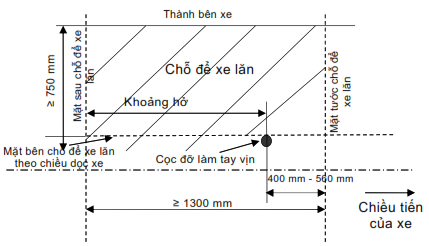 Thành bên xe
≥ 750 mm
Mặt sau chỗ để xe
lăn
Chỗ để xe lăn
Mặt tước chỗ để
xe lăn
Khoảng hở
Mặt bên chỗ để xe lăn
theo chiều dọc xe
Cọc đỡ làm tay vịn
400 mm - 560 mm
≥ 1300 mm
Chiều tiến
của xe